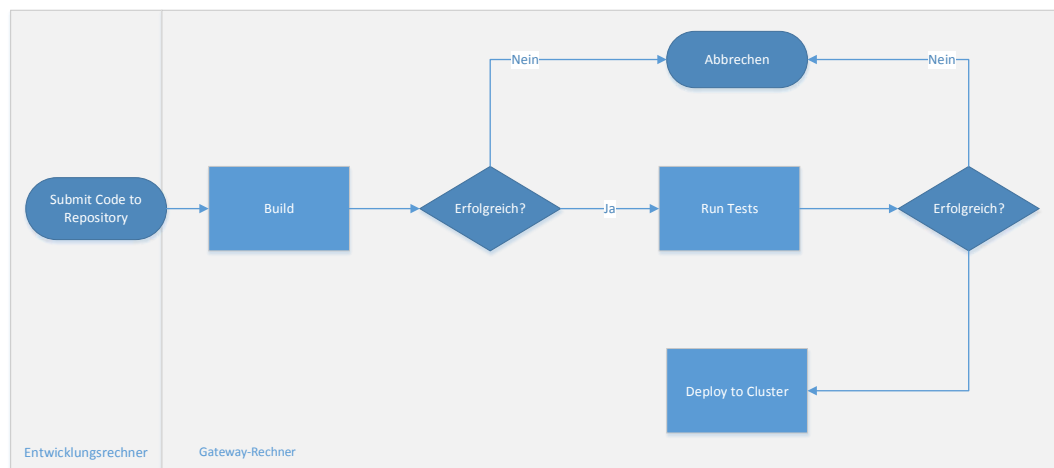 Nein
Abbrechen
Nein
Submit Code to
Repository
Build
Erfolgreich?
Ja
Run Tests
Erfolgreich?
Deploy to Cluster
Entwicklungsrechner
Gateway-Rechner